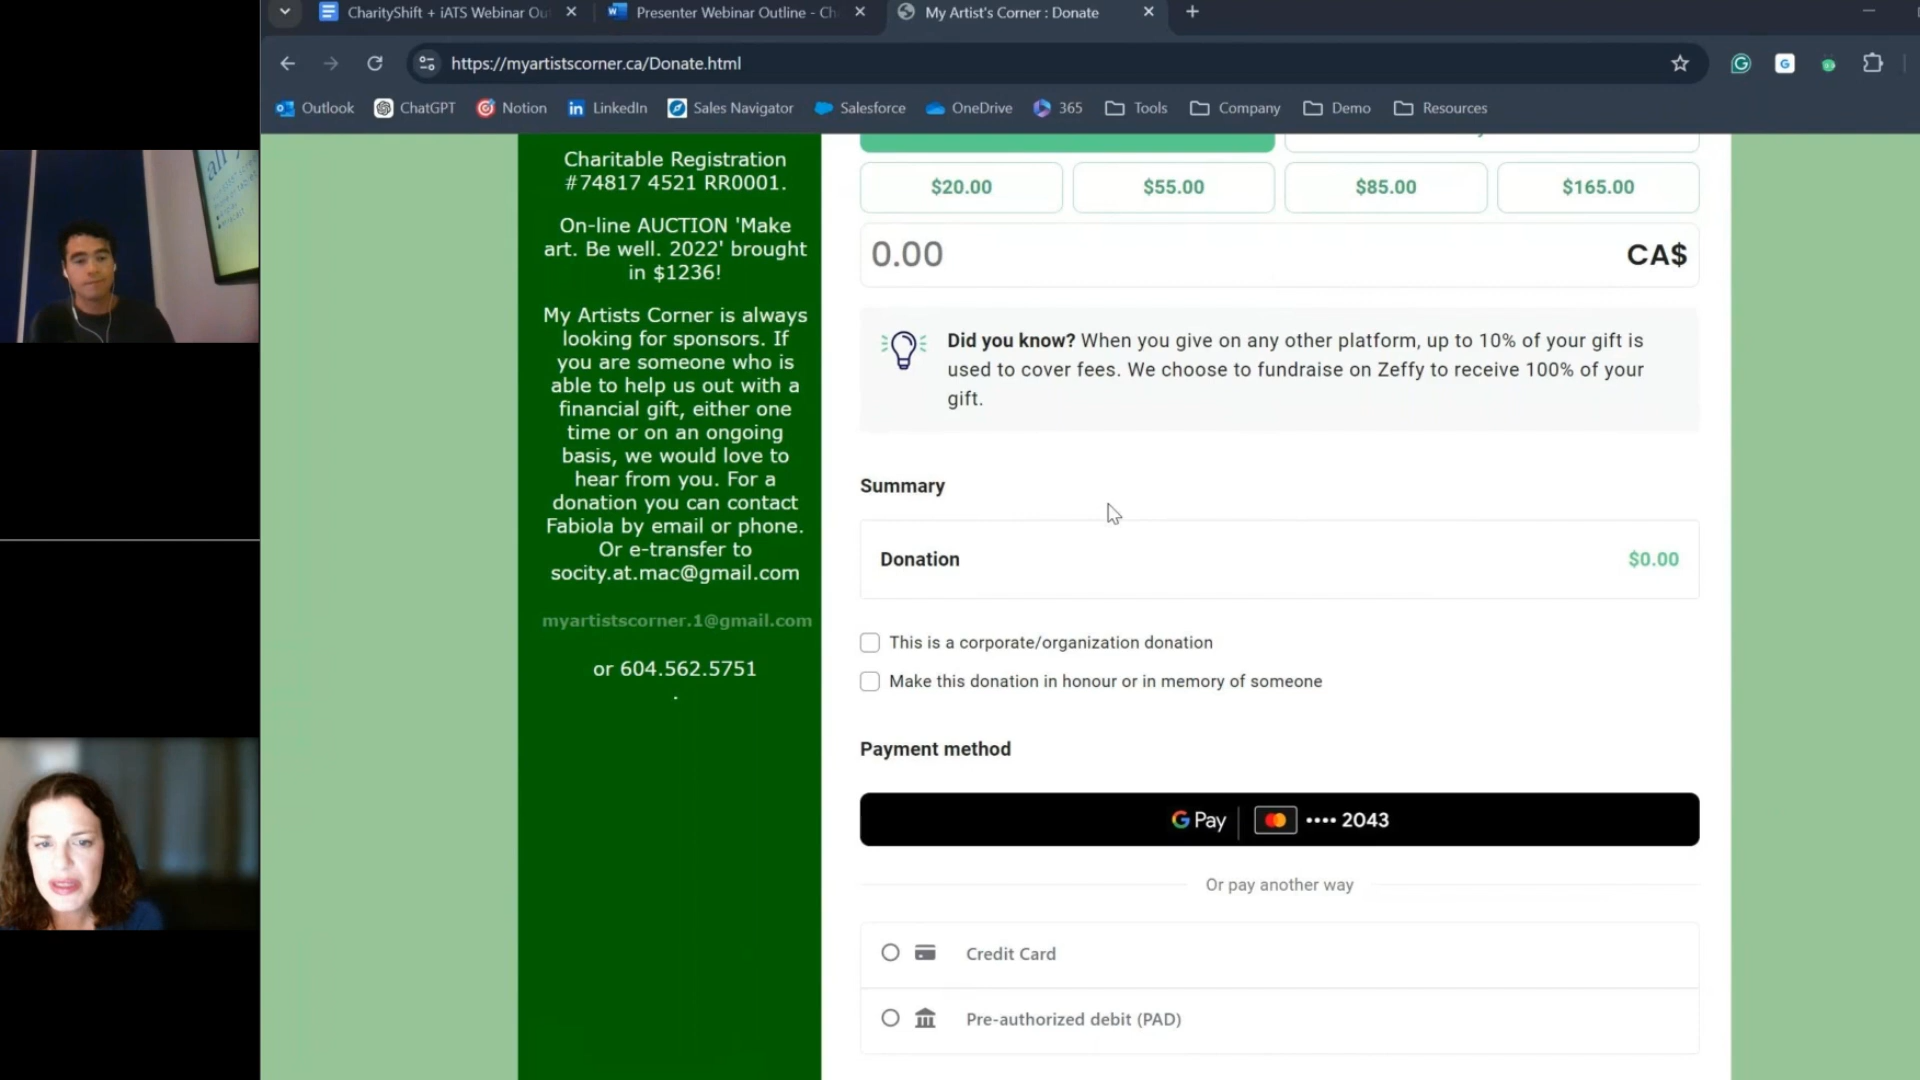 CharityShift + iATS Webinar Ou
Presenter Webinar Outline - Ch
My Artist's Corner : Donate
https://myartistscorner.ca/Donate.html
Outlook
ChatGPT
Notion
LinkedIn
Sales Navigator
Salesforce
OneDrive
365
Tools
Company
Demo
Resources
Charitable Registration
#74817 4521 RR0001.
On-line AUCTION 'Make
art. Be well. 2022' brought
in $1236!
My Artists Corner is always
looking for sponsors. If
you are someone who is
able to help us out with a
financial gift, either one
time or on an ongoing
basis, we would love to
hear from you. For a
donation you can contact
Fabiola by email or phone.
Or e-transfer to
socity.at.mac@gmail.com
myartistscorner.1@gmail.com
or 604.562.5751
.
$20.00
$55.00
$85.00
$165.00
0.00
CA$
Did you know? When you give on any other platform, up to 10% of your gift is
used to cover fees. We choose to fundraise on Zeffy to receive 100% of your
gift.
Summary
Donation
$0.00
This is a corporate/organization donation
Make this donation in honour or in memory of someone
Payment method
G Pay | •••• 2043
Or pay another way
Credit Card
Pre-authorized debit (PAD)